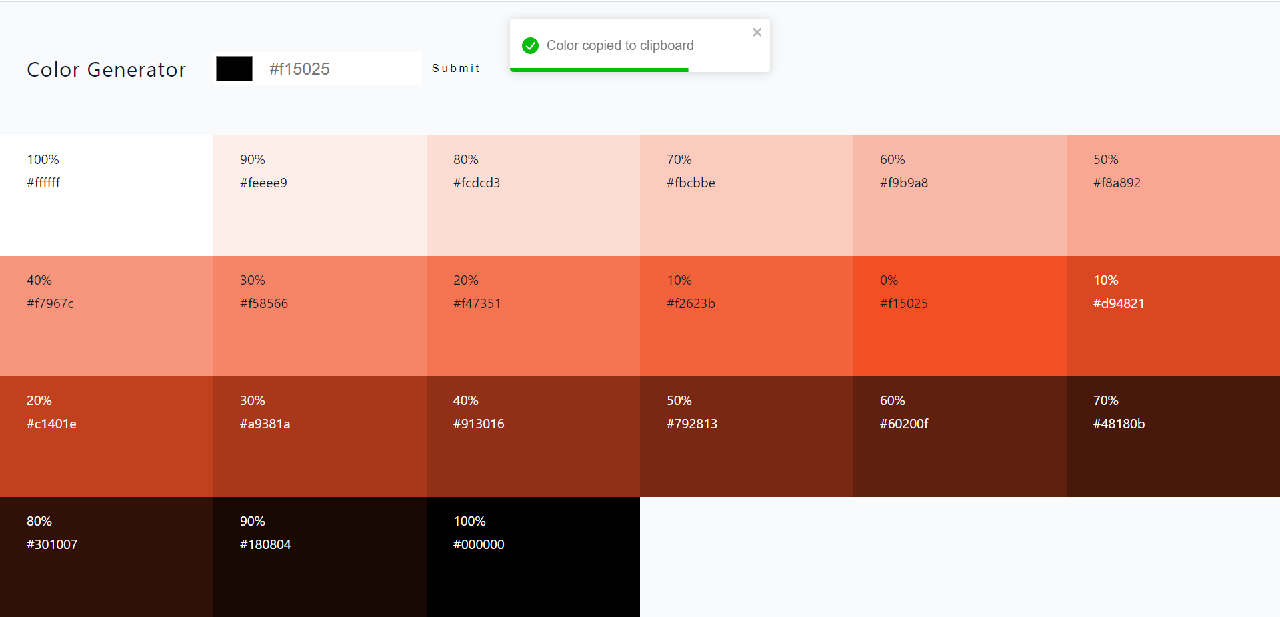 Color copied to clipboard
Color Generator
#f15025
Submit
100%
#ffffff
90%
#feeee9
80%
#fcdcd3
70%
#fbcbbe
60%
#f9b9a8
50%
#f8a892
40%
#f7967c
30%
#f58566
20%
#f47351
10%
#f2623b
0%
#f15025
10%
#d94821
20%
#c1401e
30%
#a9381a
40%
#913016
50%
#792813
60%
#60200f
70%
#48180b
80%
#301007
90%
#180804
100%
#000000